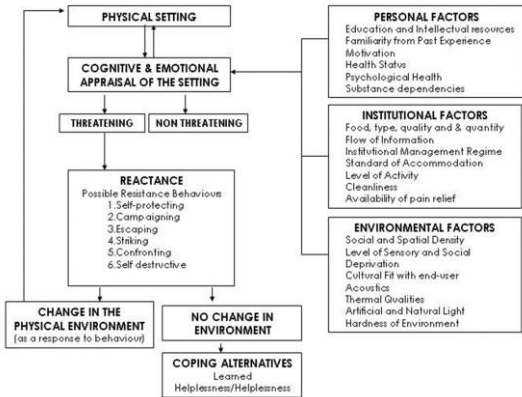 PHYSICAL SETTING
COGNITIVE & EMOTIONAL
APPRAISAL OF THE SETTING
THREATENING
NON THREATENING
REACTANCE
Possible Resistance Behaviours
1.Self-protecting
2.Campaigning
3.Escaping
4.Striking
5.Confronting
6.Self destructive
CHANGE IN THE
PHYSICAL ENVIRONMENT
(as a response to behaviour)
NO CHANGE IN
ENVIRONMENT
COPING ALTERNATIVES
Learned
Helplessness/Helplessness
PERSONAL FACTORS
Education and Intellectual resources
Familiarity from Past Experience
Motivation
Health Status
Psychological Health
Substance dependencies
INSTITUTIONAL FACTORS
Food, type, quality and & quantity
Flow of Information
Institutional Management Regime
Standard of Accommodation
Level of Activity
Cleanliness
Availability of pain relief
ENVIRONMENTAL FACTORS
Social and Spatial Density
Level of Sensory and Social
Deprivation
Cultural Fit with end-user
Acoustics
Thermal Qualities
Artificial and Natural Light
Hardness of Environment